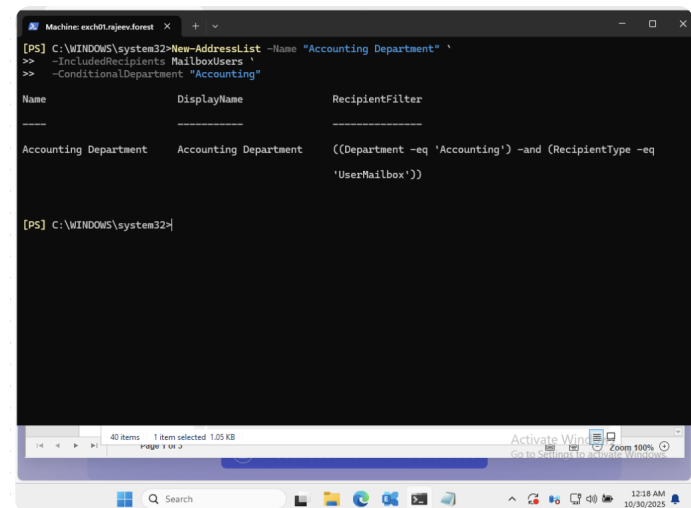 Machine: exch01.rajeev.forest
[PS] C:\WINDOWS\system32>New-AddressList -Name "Accounting Department" `
>>   -IncludedRecipients MailboxUsers `
>>   -ConditionalDepartment "Accounting"
Name DisplayName RecipientFilter
---- ----------- ---------------
Accounting Department Accounting Department ((Department -eq 'Accounting') -and (RecipientType -eq
'UserMailbox'))
[PS] C:\WINDOWS\system32>
40 items 1 item selected 1.05 KB
Activate Windows
Page 1 of 3
Zoom 100%
Go to Settings to activate Windows.
Search
12:18 AM
10/30/2025